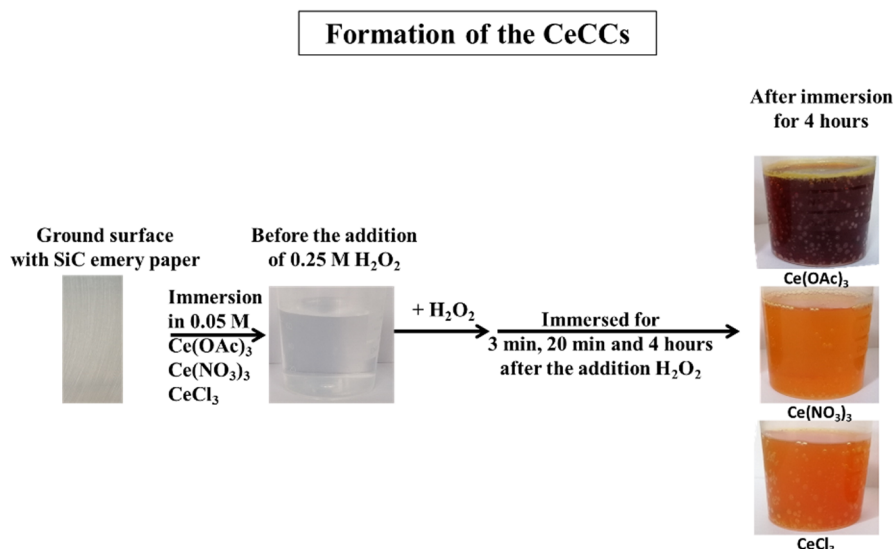 Formation of the CeCCs
After immersion
for 4 hours
Ground surface
with SiC emery paper
Before the addition
of 0.25 M H₂O₂
Immersion
in 0.05 M
Ce(OAc)₃
Ce(NO₃)₃
CeCl₃
+ H₂O₂
Immersed for
3 min, 20 min and 4 hours
after the addition H₂O₂
Ce(OAc)₃
Ce(NO₃)₃
CeCl₃